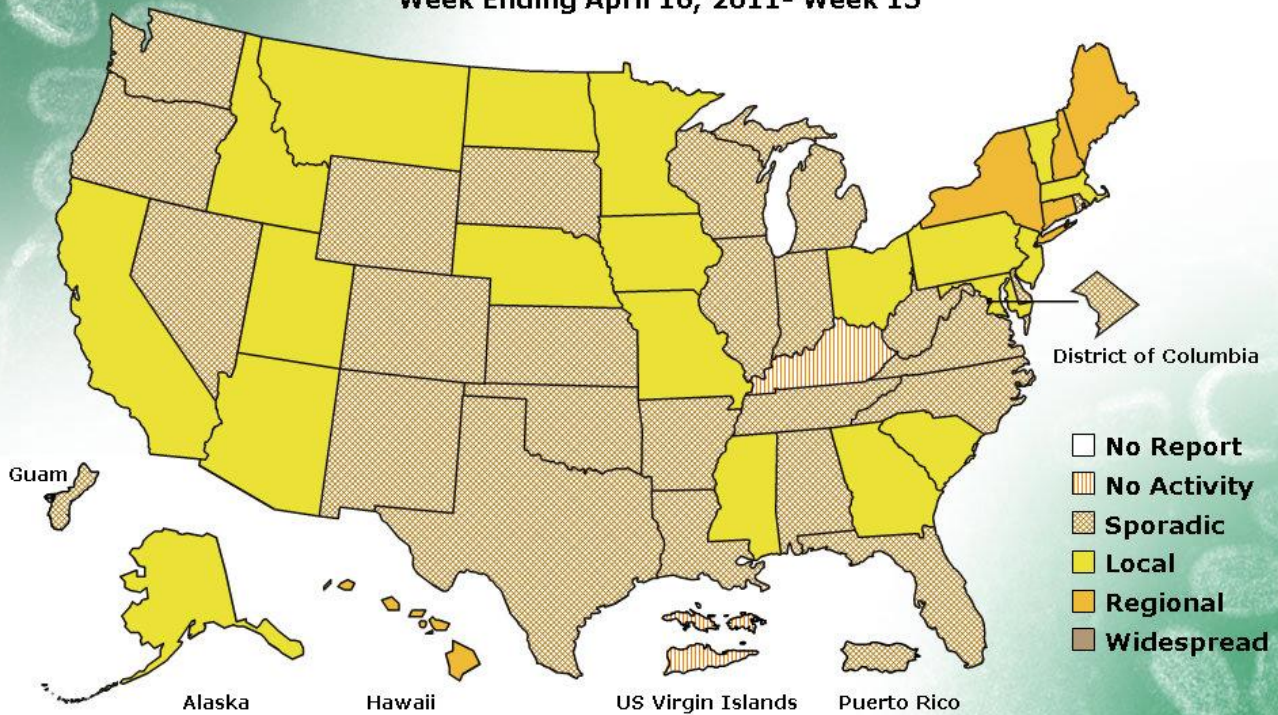 Week Ending April 16, 2011- Week 15
District of Columbia
No Report
No Activity
Sporadic
Local
Regional
Widespread
Guam
Alaska
Hawaii
US Virgin Islands
Puerto Rico